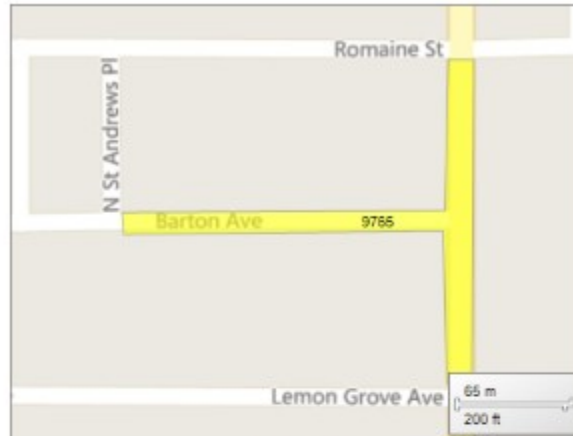 Romaine St
N St Andrews Pl
Barton Ave
9765
Lemon Grove Ave
65 m
200 ft